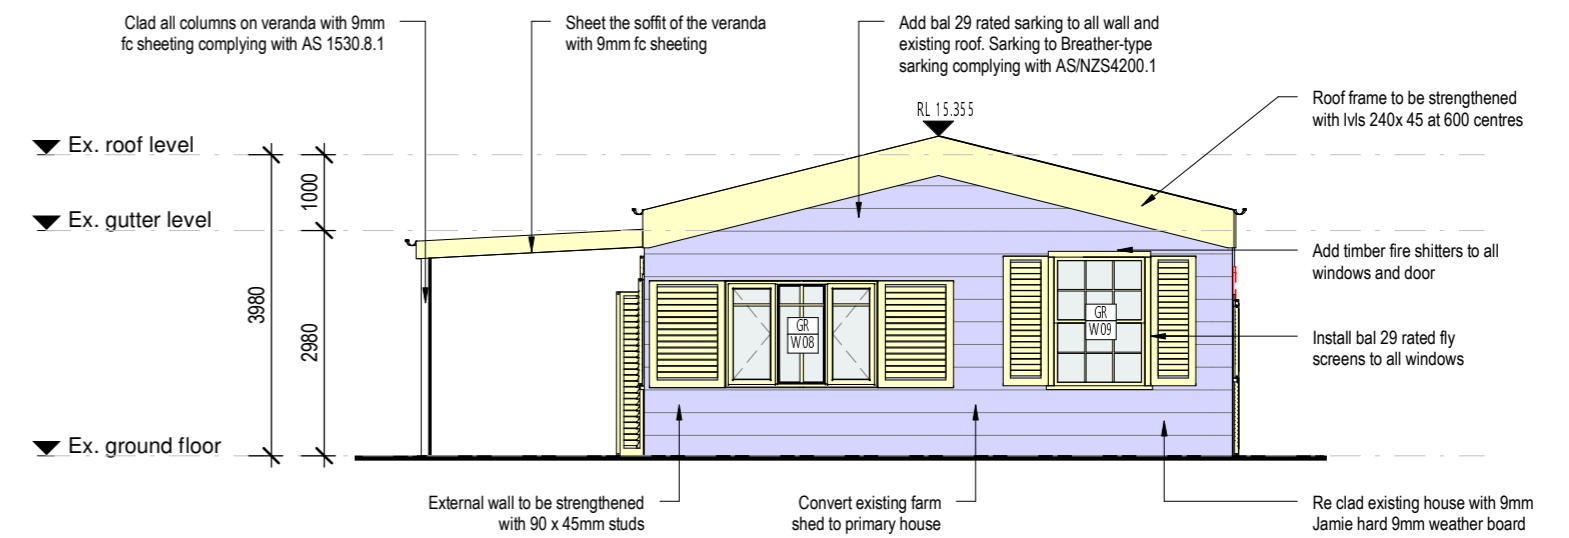 Clad all columns on veranda with 9mm
fc sheeting complying with AS 1530.8.1
Sheet the soffit of the veranda
with 9mm fc sheeting
Add bal 29 rated sarking to all wall and
existing roof. Sarking to Breather-type
sarking complying with AS/NZS4200.1
RL 15.355
Roof frame to be strengthened
with lvls 240x 45 at 600 centres
Ex. roof level
1000
Ex. gutter level
3980
2980
Add timber fire shitters to all
windows and door
GR
W08
GR
W09
Install bal 29 rated fly
screens to all windows
Ex. ground floor
External wall to be strengthened
with 90 x 45mm studs
Convert existing farm
shed to primary house
Re clad existing house with 9mm
Jamie hard 9mm weather board